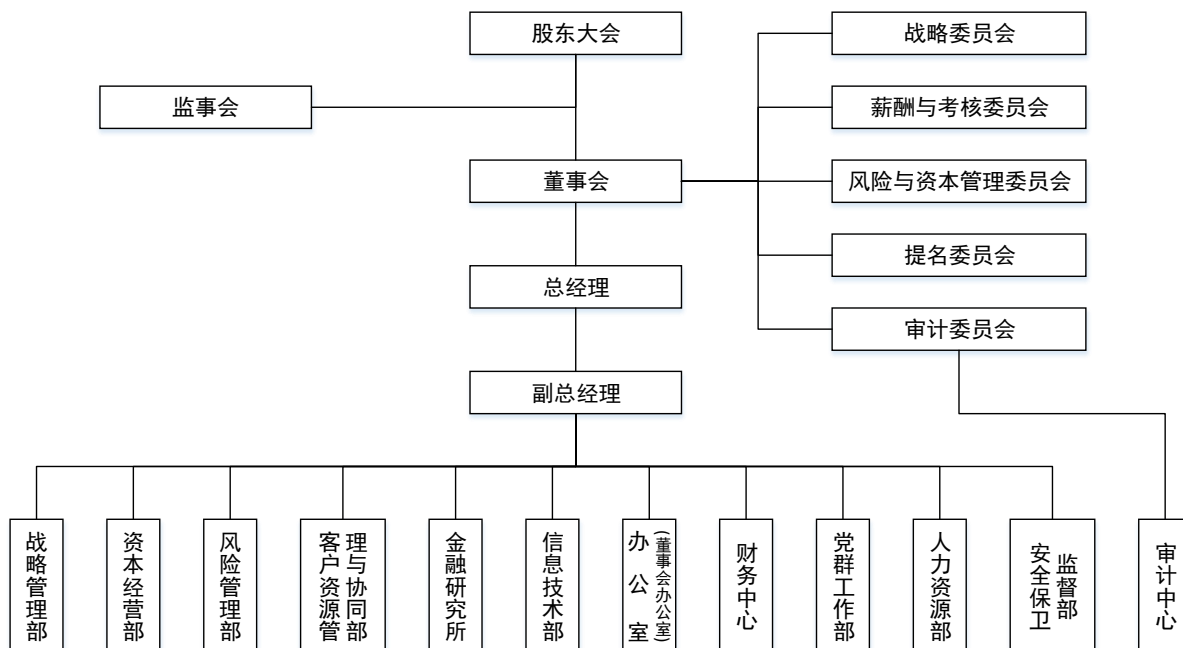 股东大会
战略委员会
监事会
薪酬与考核委员会
董事会
风险与资本管理委员会
提名委员会
总经理
审计委员会
副总经理
战略管理部
资本经营部
风险管理部
客户资源管
理与协同部
金融研究所
信息技术部
办公室
(董事会办公室)
财务中心
党群工作部
人力资源部
安全保卫
监督部
审计中心